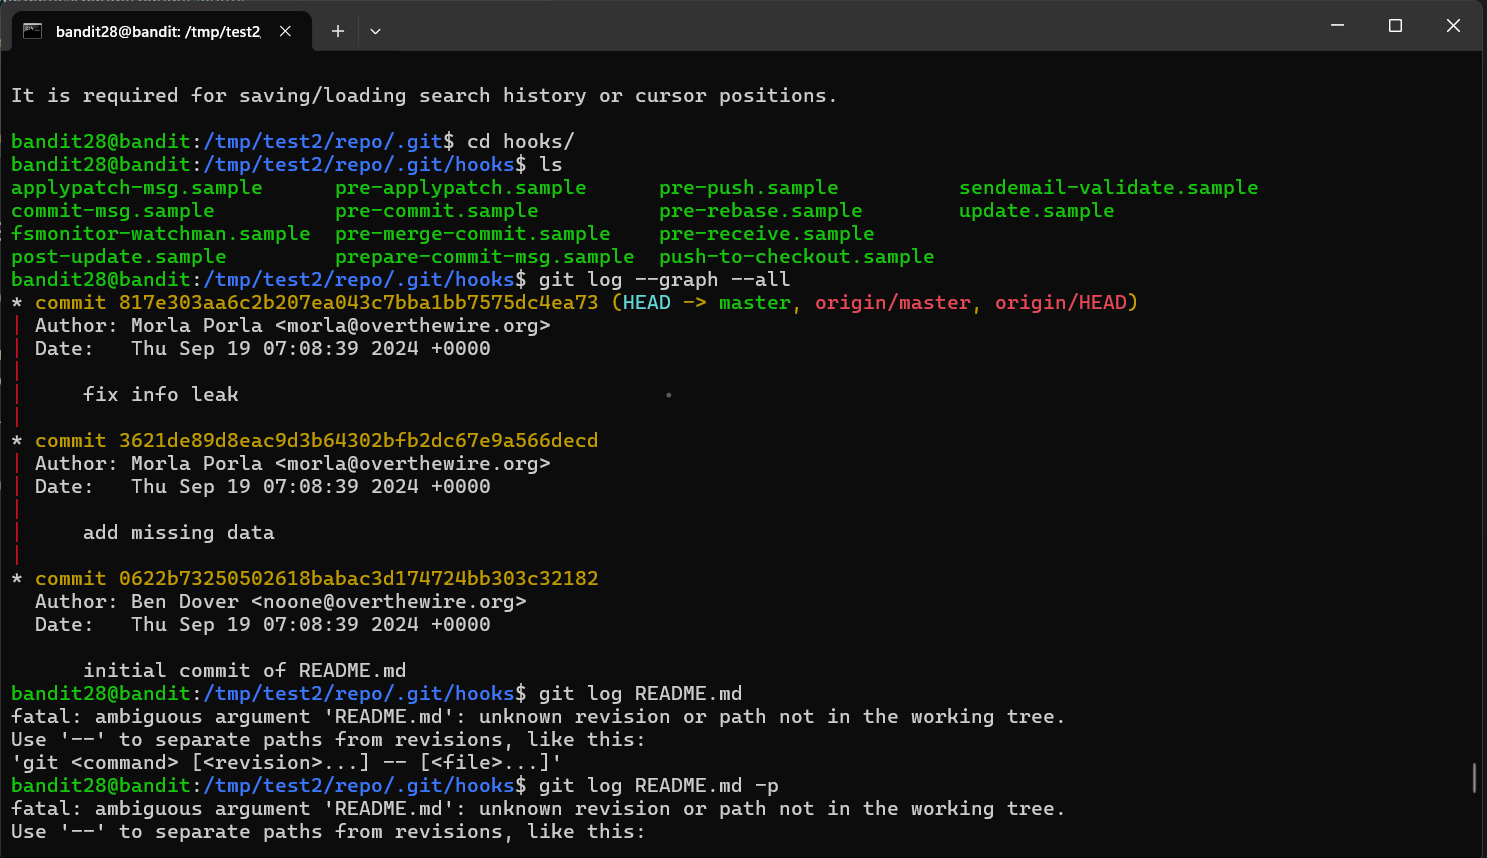 bandit28@bandit: /tmp/test2,
It is required for saving/loading search history or cursor positions.
bandit28@bandit:/tmp/test2/repo/.git$ cd hooks/
bandit28@bandit:/tmp/test2/repo/.git/hooks$ ls
applypatch-msg.sample pre-applypatch.sample pre-push.sample sendemail-validate.sample
commit-msg.sample pre-commit.sample pre-rebase.sample update.sample
fsmonitor-watchman.sample pre-merge-commit.sample pre-receive.sample
post-update.sample prepare-commit-msg.sample push-to-checkout.sample
bandit28@bandit:/tmp/test2/repo/.git/hooks$ git log --graph --all
* commit 817e303aa6c2b207ea043c7bba1bb7575dc4ea73 (HEAD -> master, origin/master, origin/HEAD)
| Author: Morla Porla <morla@overthewire.org>
| Date:   Thu Sep 19 07:08:39 2024 +0000
|
|     fix info leak
|
* commit 3621de89d8eac9d3b64302bfb2dc67e9a566decd
| Author: Morla Porla <morla@overthewire.org>
| Date:   Thu Sep 19 07:08:39 2024 +0000
|
|     add missing data
|
* commit 0622b73250502618babac3d174724bb303c32182
  Author: Ben Dover <noone@overthewire.org>
  Date:   Thu Sep 19 07:08:39 2024 +0000
      initial commit of README.md
bandit28@bandit:/tmp/test2/repo/.git/hooks$ git log README.md
fatal: ambiguous argument 'README.md': unknown revision or path not in the working tree.
Use '--' to separate paths from revisions, like this:
'git <command> [<revision>...] -- [<file>...]'
bandit28@bandit:/tmp/test2/repo/.git/hooks$ git log README.md -p
fatal: ambiguous argument 'README.md': unknown revision or path not in the working tree.
Use '--' to separate paths from revisions, like this: